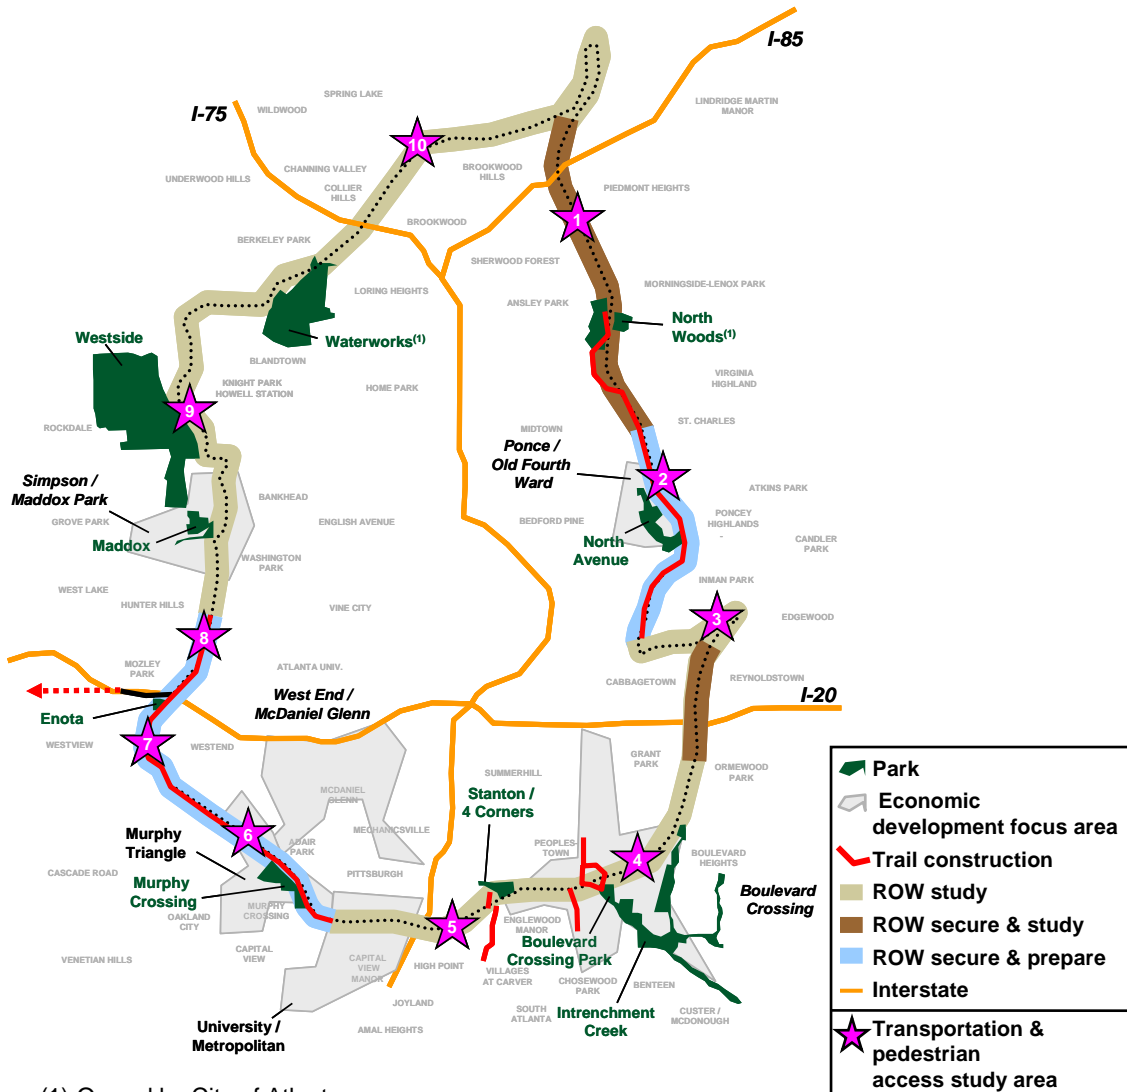 I-85
I-75
SPRING LAKE
WILDWOOD
LINDRIDGE MARTIN
MANOR
10
CHANNING VALLEY
BROOKWOOD
HILLS
UNDERWOOD HILLS
COLLIER
HILLS
PIEDMONT HEIGHTS
1
BROOKWOOD
BERKELEY PARK
SHERWOOD FOREST
LORING HEIGHTS
MORNINGSIDE-LENOX PARK
ANSLEY PARK
North
Woods(1)
Westside
Waterworks(1)
BLANDTOWN
VIRGINIA
HIGHLAND
KNIGHT PARK
HOWELL STATION
HOME PARK
9
ROCKDALE
ST. CHARLES
MIDTOWN
Ponce /
Old Fourth
Ward
2
Simpson /
Maddox Park
ATKINS PARK
BANKHEAD
GROVE PARK
ENGLISH AVENUE
BEDFORD PINE
PONCEY
HIGHLANDS
-
Maddox
North
Avenue
CANDLER
PARK
WASHINGTON
PARK
WEST LAKE
INMAN PARK
HUNTER HILLS
VINE CITY
3
EDGEWOOD
8
MOZLEY
PARK
ATLANTA UNIV.
CABBAGETOWN
REYNOLDSTOWN
West End /
McDaniel Glenn
I-20
Enota
WESTVIEW
7
WESTEND
GRANT
PARK
ORMEWOOD
PARK
SUMMERHILL
Stanton /
4 Corners
MCDANIEL
GLENN
MECHANICSVILLE
6
Murphy
Triangle
ADAIR
PARK
PEOPLES-
TOWN
4
BOULEVARD
HEIGHTS
CASCADE ROAD
PITTSBURGH
Murphy
Crossing
MURPHY
CROSSING
OAKLAND
CITY
Boulevard
Crossing
5
ENGLEWOOD
MANOR
Boulevard
Crossing Park
CAPITAL
VIEW
VENETIAN HILLS
CAPITAL
VIEW
MANOR
HIGH POINT
VILLAGES
AT CARVER
CHOSEWOOD
PARK
BENTEEN
JOYLAND
SOUTH
ATLANTA
Intrenchment
Creek
CUSTER /
MCDONOUGH
University /
Metropolitan
AMAL HEIGHTS
Park
Economic
development focus area
Trail construction
ROW study
ROW secure & study
ROW secure & prepare
Interstate
Transportation &
pedestrian
access study area